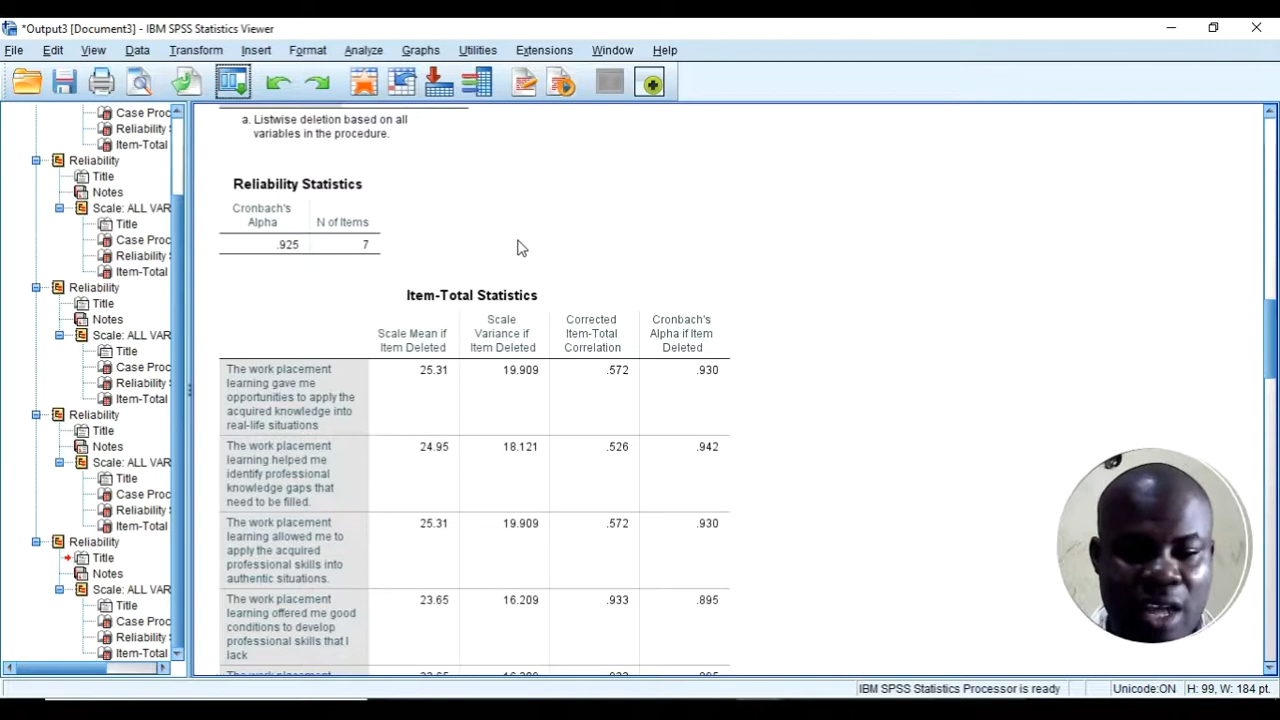 *Output3 [Document3] - IBM SPSS Statistics Viewer
File Edit View Data Transform Insert Format Analyze Graphs Utilities Extensions Window Help
Case Proc
Reliability S
Item-Total
Reliability
Title
Notes
Scale: ALL VAR
Title
Case Proc
Reliability S
Item-Total
Reliability
Title
Notes
Scale: ALL VAR
Title
Case Proc
Reliability S
Item-Total
Reliability
Title
Notes
Scale: ALL VAR
Title
Case Proc
Reliability S
Item-Total
Reliability
Title
Notes
Scale: ALL VAR
Title
Case Proc
Reliability S
Item-Total
a. Listwise deletion based on all
variables in the procedure.
Reliability Statistics
Cronbach's
Alpha N of Items
.925 7
Item-Total Statistics
Scale Mean if
Item Deleted
Scale
Variance if
Item Deleted
Corrected
Item-Total
Correlation
Cronbach's
Alpha if Item
Deleted
The work placement 25.31 19.909 .572 .930
learning gave me
opportunities to apply the
acquired knowledge into
real-life situations
The work placement 24.95 18.121 .526 .942
learning helped me
identify professional
knowledge gaps that
need to be filled.
The work placement 25.31 19.909 .572 .930
learning allowed me to
apply the acquired
professional skills into
authentic situations.
The work placement 23.65 16.209 .933 .895
learning offered me good
conditions to develop
professional skills that I
lack
IBM SPSS Statistics Processor is ready Unicode:ON H: 99, W: 184 pt.